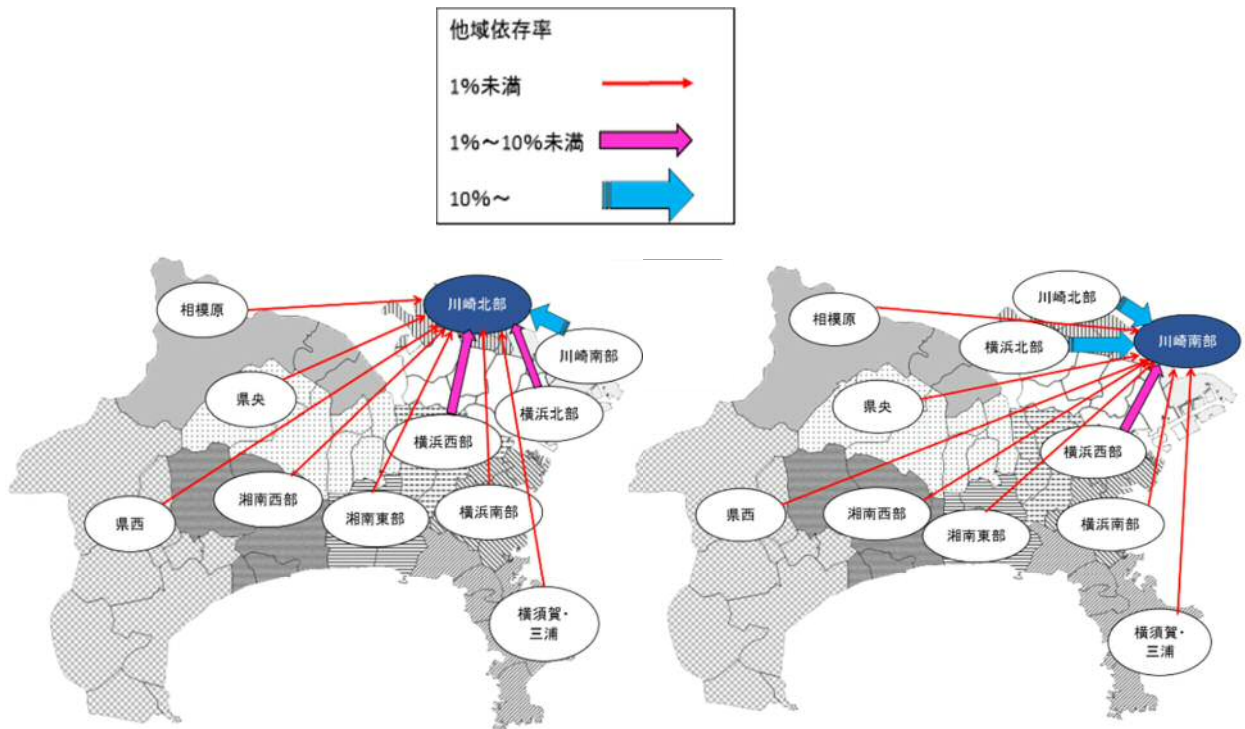 他域依存率
1%未満
1%～10%未満
10%～
相模原
川崎北部
川崎南部
県央
横浜北部
横浜西部
湘南西部
県西
湘南東部
横浜南部
横須賀・
三浦
川崎北部
相模原
横浜北部
川崎南部
県央
横浜西部
県西
湘南西部
湘南東部
横浜南部
横須賀・
三浦